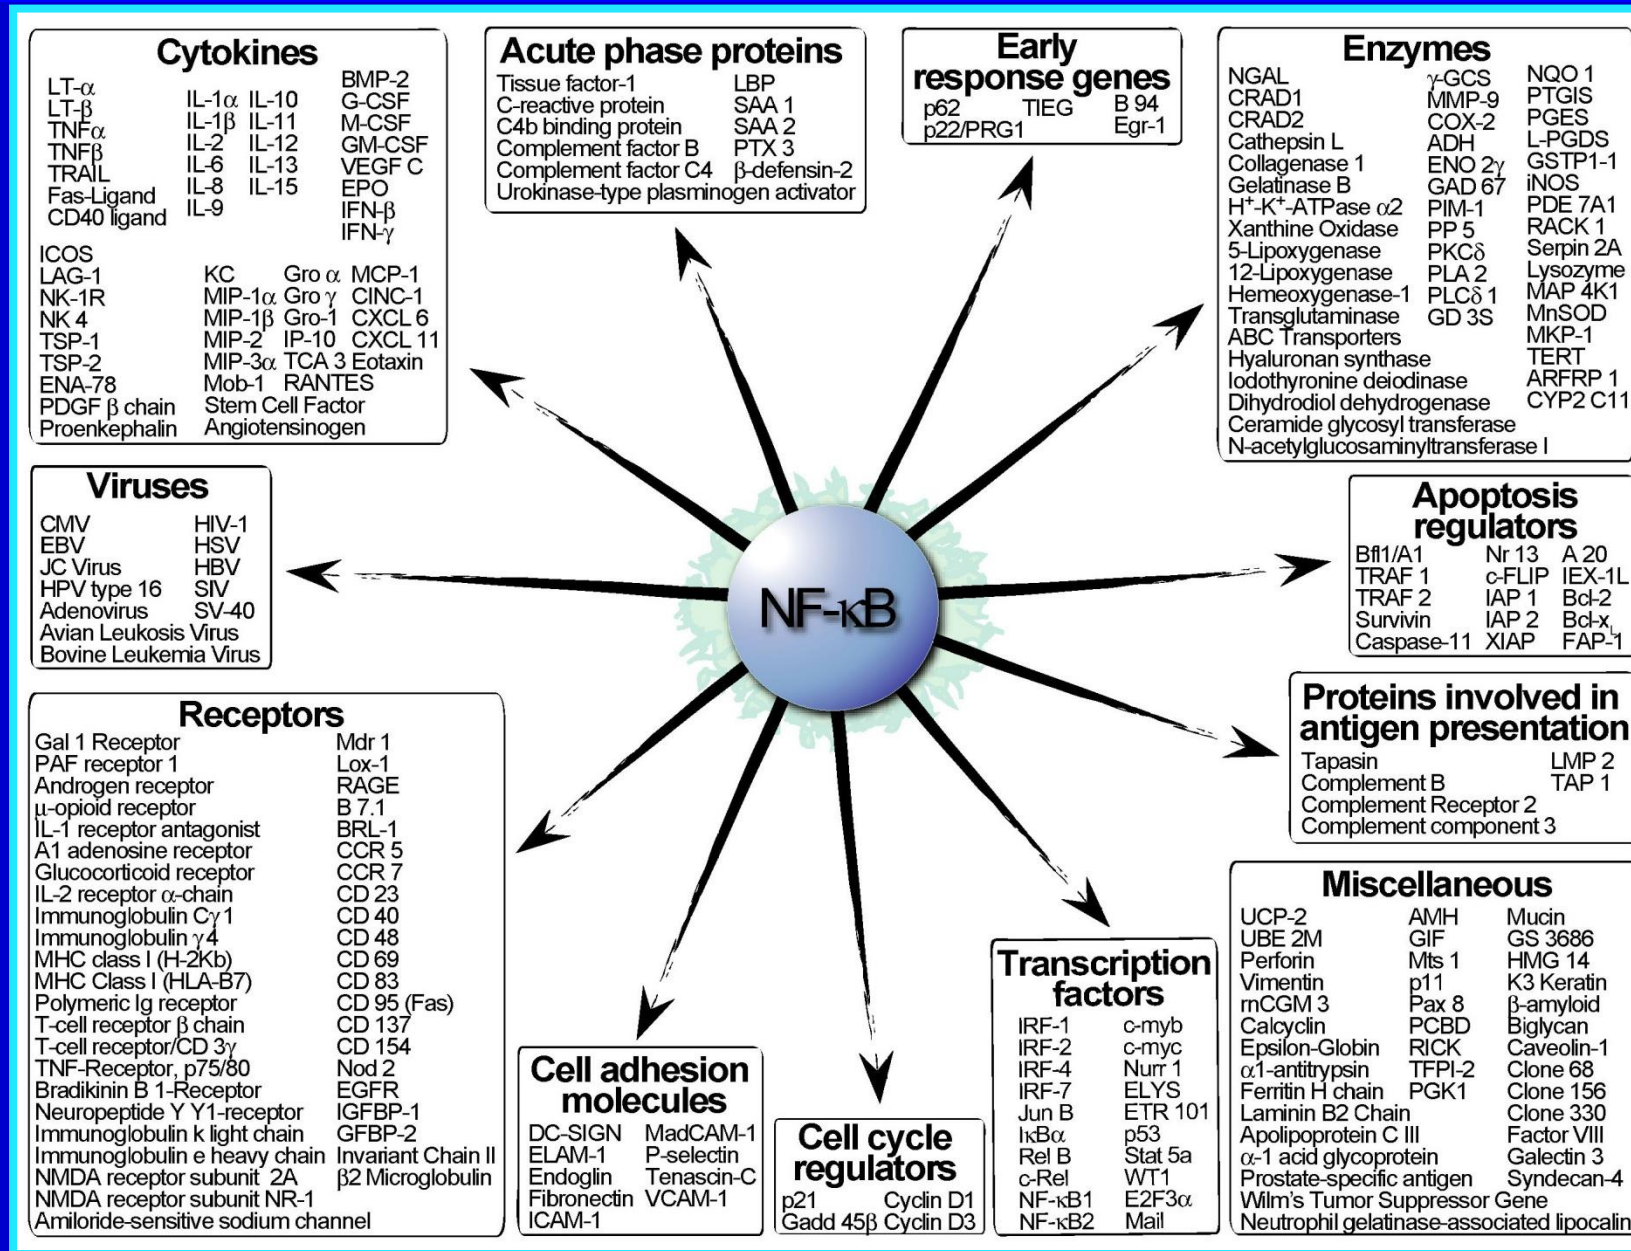 Cytokines
LT-α
LT-β
TNFα
TNFβ
TRAIL
Fas-Ligand
CD40 ligand
IL-1α
IL-1β
IL-2
IL-6
IL-8
IL-9
IL-10
IL-11
IL-12
IL-13
IL-15
BMP-2
G-CSF
M-CSF
GM-CSF
VEGF C
EPO
IFN-β
IFN-γ
ICOS
LAG-1
NK-1R
NK 4
TSP-1
TSP-2
ENA-78
PDGF β chain
Proenkephalin
KC
MIP-1α
MIP-1β
MIP-2
MIP-3α
Mob-1
Stem Cell Factor
Angiotensinogen
Gro α
Gro γ
Gro-1
IP-10
TCA 3
RANTES
MCP-1
CINC-1
CXCL 6
CXCL 11
Eotaxin
Acute phase proteins
Tissue factor-1
C-reactive protein
C4b binding protein
Complement factor B
Complement factor C4
Urokinase-type plasminogen activator
LBP
SAA 1
SAA 2
PTX 3
β-defensin-2
Early
response genes
p62
p22/PRG1
TIEG
B 94
Egr-1
Enzymes
NGAL
CRAD1
CRAD2
Cathepsin L
Collagenase 1
Gelatinase B
H⁺-K⁺-ATPase α2
Xanthine Oxidase
5-Lipoxygenase
12-Lipoxygenase
Hemeoxygenase-1
Transglutaminase
ABC Transporters
Hyaluronan synthase
Iodothyronine deiodinase
Dihydrodiol dehydrogenase
Ceramide glycosyl transferase
N-acetylglucosaminyltransferase I
γ-GCS
MMP-9
COX-2
ADH
ENO 2γ
GAD 67
PIM-1
PP 5
PKCδ
PLA 2
PLCδ 1
GD 3S
NQO 1
PTGIS
PGES
L-PGDS
GSTP1-1
iNOS
PDE 7A1
RACK 1
Serpin 2A
Lysozyme
MAP 4K1
MnSOD
MKP-1
TERT
ARFRP 1
CYP2 C11
Viruses
CMV
EBV
JC Virus
HPV type 16
Adenovirus
Avian Leukosis Virus
Bovine Leukemia Virus
HIV-1
HSV
HBV
SIV
SV-40
NF-κB
Apoptosis
regulators
Bfl1/A1
TRAF 1
TRAF 2
Survivin
Caspase-11
Nr 13
c-FLIP
IAP 1
IAP 2
XIAP
A 20
IEX-1L
Bcl-2
Bcl-xL
FAP-1
Proteins involved in
antigen presentation
Tapasin
Complement B
Complement Receptor 2
Complement component 3
LMP 2
TAP 1
Receptors
Gal 1 Receptor
PAF receptor 1
Androgen receptor
μ-opioid receptor
IL-1 receptor antagonist
A1 adenosine receptor
Glucocorticoid receptor
IL-2 receptor α-chain
Immunoglobulin Cγ 1
Immunoglobulin γ 4
MHC class I (H-2Kb)
MHC Class I (HLA-B7)
Polymeric Ig receptor
T-cell receptor β chain
T-cell receptor/CD 3γ
TNF-Receptor, p75/80
Bradikinin B 1-Receptor
Neuropeptide Y Y1-receptor
Immunoglobulin k light chain
Immunoglobulin e heavy chain
NMDA receptor subunit 2A
NMDA receptor subunit NR-1
Amiloride-sensitive sodium channel
Mdr 1
Lox-1
RAGE
B 7.1
BRL-1
CCR 5
CCR 7
CD 23
CD 40
CD 48
CD 69
CD 83
CD 95 (Fas)
CD 137
CD 154
Nod 2
EGFR
IGFBP-1
GFBP-2
Invariant Chain II
β2 Microglobulin
Cell adhesion
molecules
DC-SIGN
ELAM-1
Endoglin
Fibronectin
ICAM-1
MadCAM-1
P-selectin
Tenascin-C
VCAM-1
Cell cycle
regulators
p21
Gadd 45β
Cyclin D1
Cyclin D3
Transcription
factors
IRF-1
IRF-2
IRF-4
IRF-7
Jun B
IκBα
Rel B
c-Rel
NF-κB1
NF-κB2
c-myb
c-myc
Nurr 1
ELYS
ETR 101
p53
Stat 5a
WT1
E2F3α
Mail
Miscellaneous
UCP-2
UBE 2M
Perforin
Vimentin
mCGM 3
Calcyclin
Epsilon-Globin
α1-antitrypsin
Ferritin H chain
Laminin B2 Chain
Apolipoprotein C III
α-1 acid glycoprotein
Prostate-specific antigen
Wilm's Tumor Suppressor Gene
Neutrophil gelatinase-associated lipocalin
AMH
GIF
Mts 1
p11
Pax 8
PCBD
RICK
TFPI-2
PGK1
Mucin
GS 3686
HMG 14
K3 Keratin
β-amyloid
Biglycan
Caveolin-1
Clone 68
Clone 156
Clone 330
Factor VIII
Galectin 3
Syndecan-4